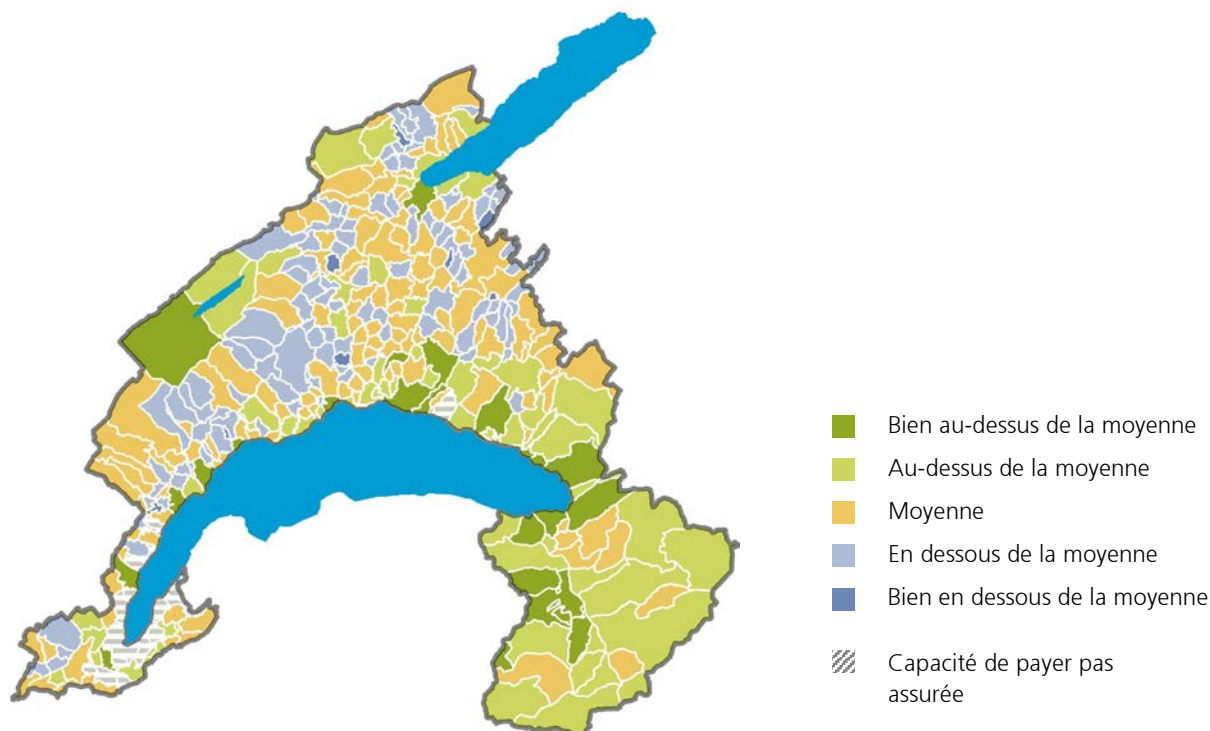 Bien au-dessus de la moyenne
Au-dessus de la moyenne
Moyenne
En dessous de la moyenne
Bien en dessous de la moyenne
Capacité de payer pas
assurée